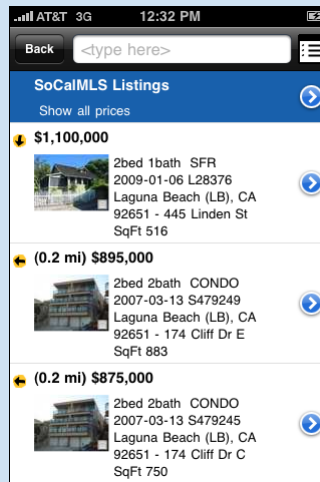 AT&T 3G 12:32 PM
Back <type here>
SoCalMLS Listings
Show all prices
$1,100,000
2bed 1bath SFR
2009-01-06 L28376
Laguna Beach (LB), CA
92651 - 445 Linden St
SqFt 516
(0.2 mi) $895,000
2bed 2bath CONDO
2007-03-13 S479249
Laguna Beach (LB), CA
92651 - 174 Cliff Dr E
SqFt 883
(0.2 mi) $875,000
2bed 2bath CONDO
2007-03-13 S479245
Laguna Beach (LB), CA
92651 - 174 Cliff Dr C
SqFt 750